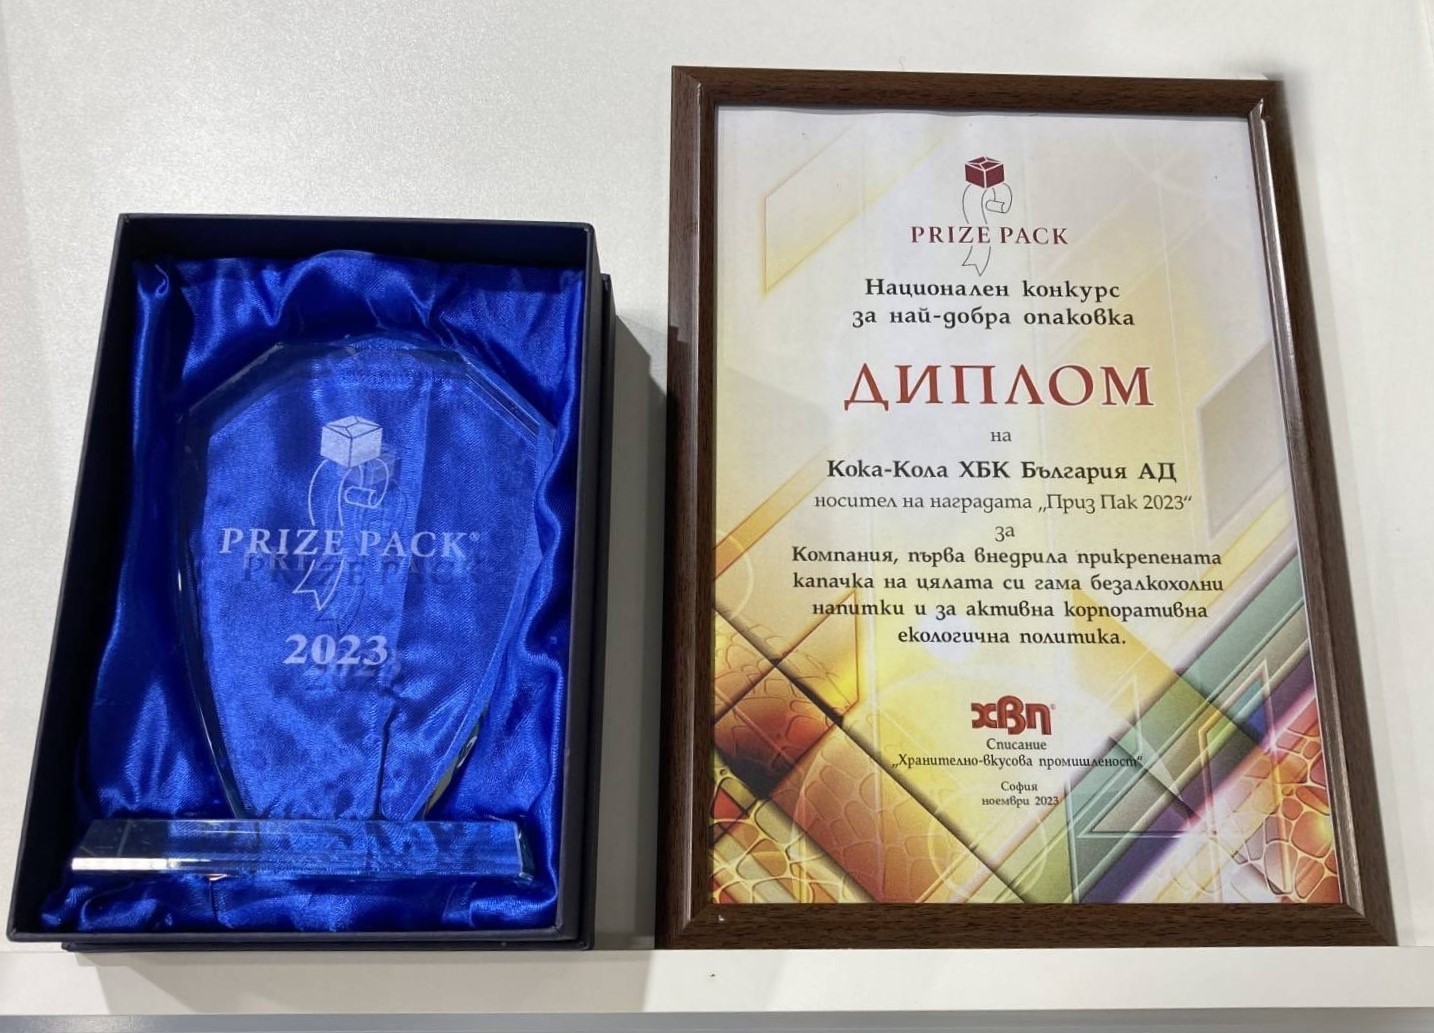 PRIZE PACK®
2023
PRIZE PACK
Национален конкурс
за най-добра опаковка
ДИПЛОМ
на
Кока-Кола ХБК България АД
носител на наградата „Приз Пак 2023“
за
Компания, първа внедрила прикрепената
капачка на цялата си гама безалкохолни
напитки и за активна корпоративна
екологична политика.
хвп®
Списание
„Хранително-вкусова промишленост“
София
ноември 2023